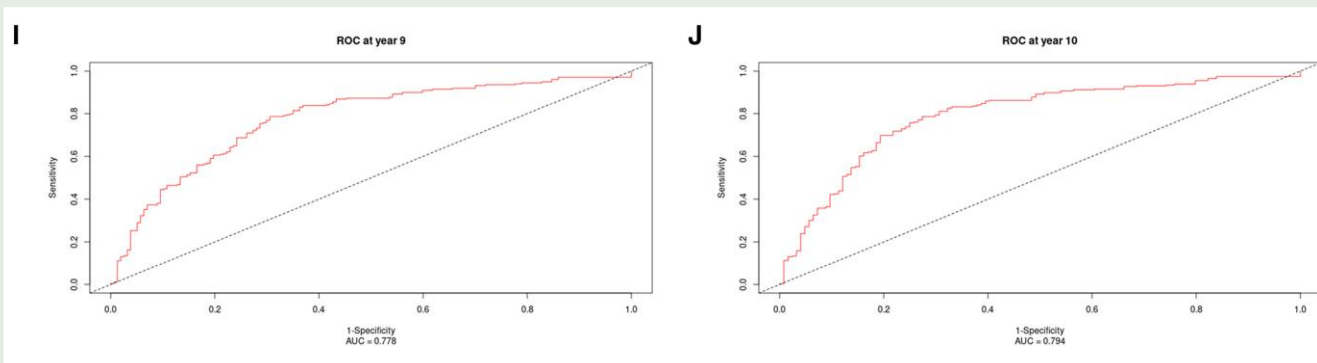 I
ROC at year 9
Sensitivity
1.0
0.8
0.6
0.4
0.2
0.0
0.0 0.2 0.4 0.6 0.8 1.0
1-Specificity
AUC = 0.778
J
ROC at year 10
Sensitivity
1.0
0.8
0.6
0.4
0.2
0.0
0.0 0.2 0.4 0.6 0.8 1.0
1-Specificity
AUC = 0.794